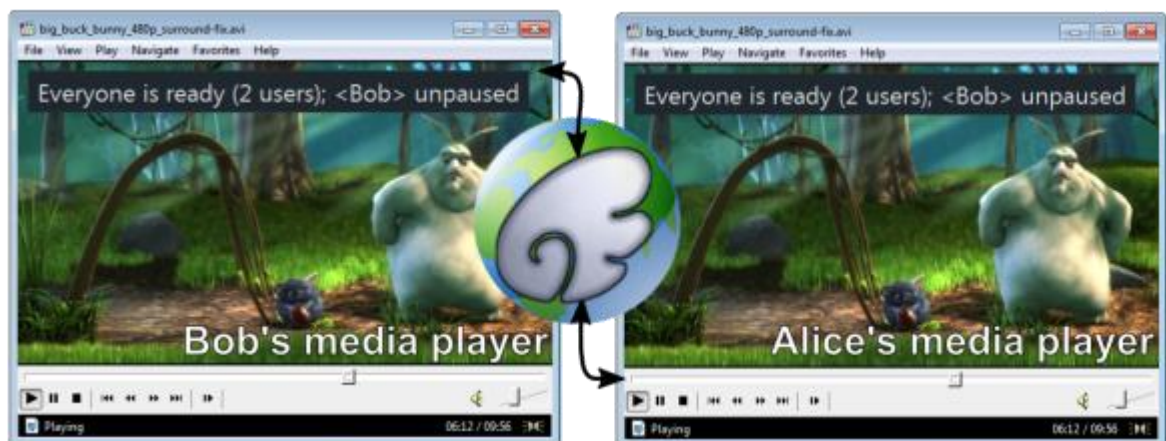 big_buck_bunny_480p_surround-fix.avi
File View Play Navigate Favorites Help
Everyone is ready (2 users); <Bob> unpaused
Bob's media player
Playing
06:12 / 09:56
big_buck_bunny_480p_surround-fix.avi
File View Play Navigate Favorites Help
Everyone is ready (2 users); <Bob> unpaused
Alice's media player
Playing
06:12 / 09:56